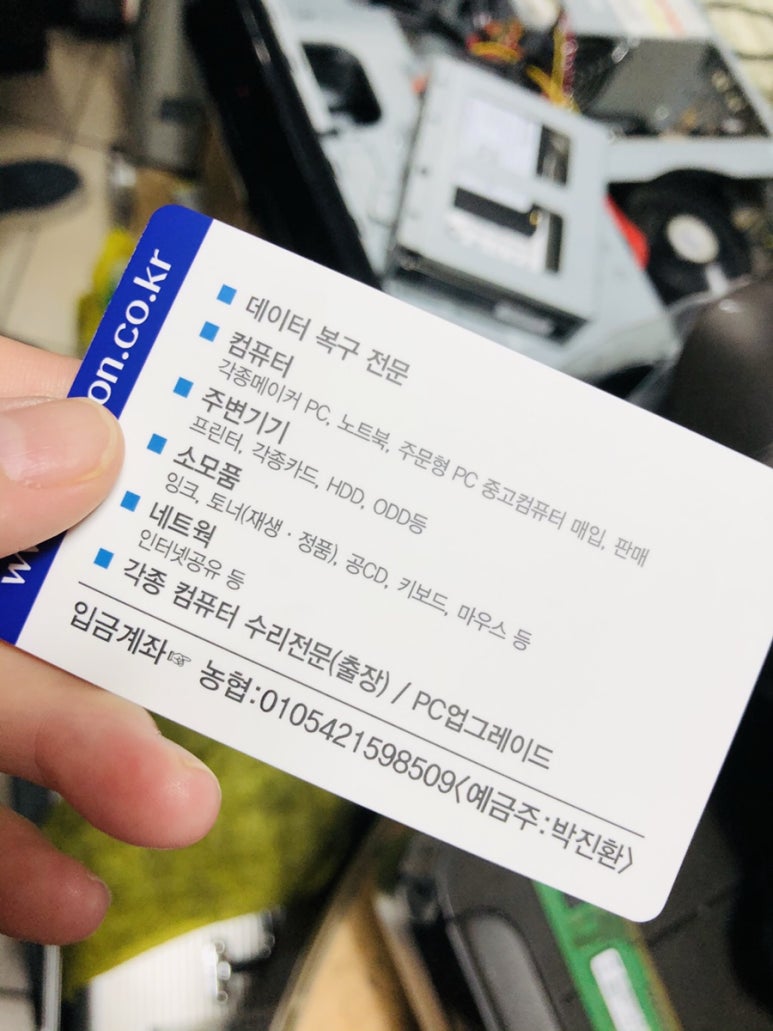 on.co.kr
데이터 복구 전문
컴퓨터
각종메이커 PC, 노트북, 주문형 PC 중고컴퓨터 매입, 판매
주변기기
프린터, 각종카드, HDD, ODD등
소모품
잉크, 토너(재생 · 정품), 공CD, 키보드, 마우스 등
네트웍
인터넷공유 등
각종 컴퓨터 수리전문(출장) / PC업그레이드
입금계좌☞ 농협:0105421598509<예금주:박진환>